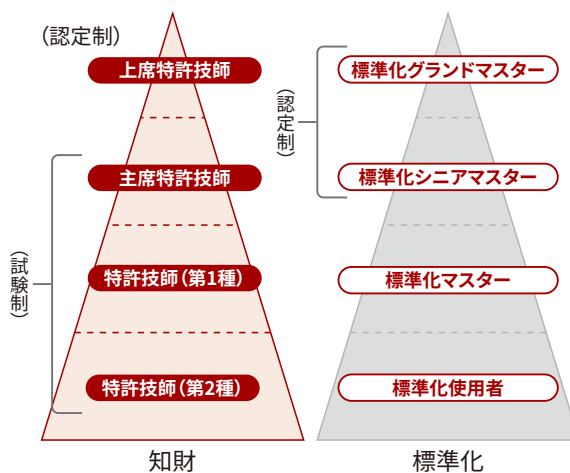 （認定制）
上席特許技師
主席特許技師
（試験制）
特許技師（第1種）
特許技師（第2種）
知財
標準化グランドマスター
（認定制）
標準化シニアマスター
標準化マスター
標準化使用者
標準化